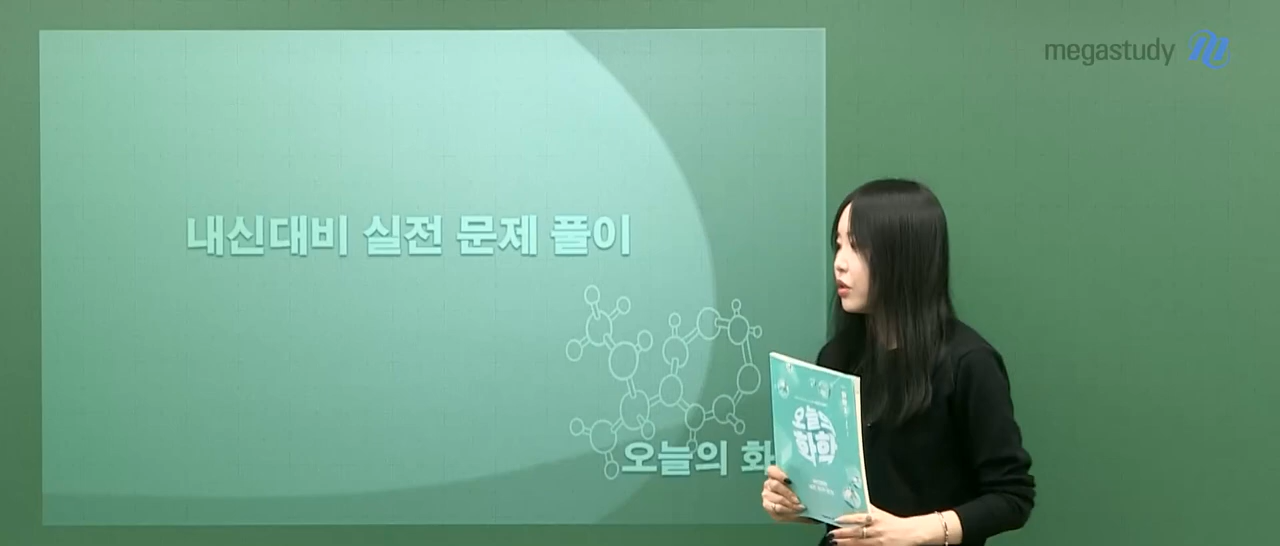 megastudy
내신대비 실전 문제 풀이
오늘의 화
오늘의
화학